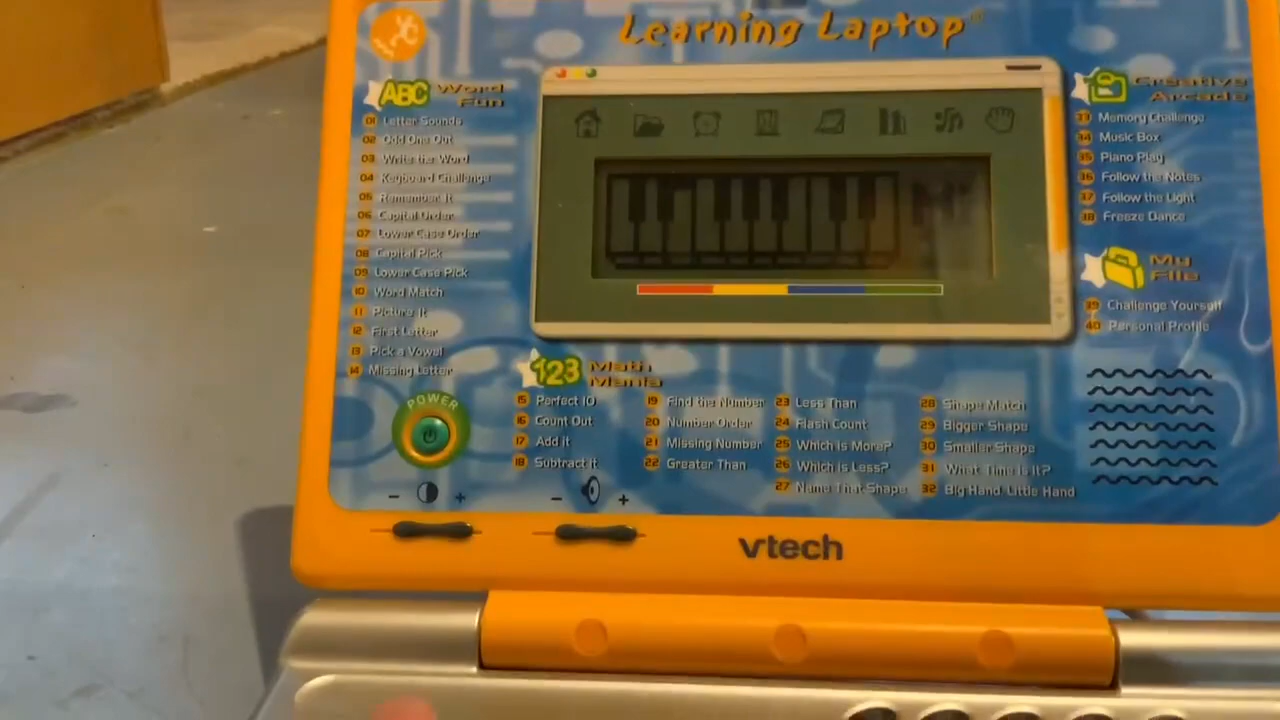 Learning Laptop®
ABC Word Fun
01 Letter Sounds
02 Odd One Out
03 Write the Word
04 Keyboard Challenge
05 Remember It
06 Capital Order
07 Lower Case Order
08 Capital Pick
09 Lower Case Pick
10 Word Match
11 Picture It
12 First Letter
13 Pick a Vowel
14 Missing Letter
POWER
- +
- +
123 Math Mania
15 Perfect 10
16 Count Out
17 Add it
18 Subtract it
19 Find the Number
20 Number Order
21 Missing Number
22 Greater Than
23 Less Than
24 Flash Count
25 Which is More?
26 Which is Less?
27 Name That Shape
28 Shape Match
29 Bigger Shape
30 Smaller Shape
31 What Time is It?
32 Big Hand Little Hand
Creative Arcade
33 Memory Challenge
34 Music Box
35 Piano Play
36 Follow the Notes
37 Follow the Light
38 Freeze Dance
My File
39 Challenge Yourself
40 Personal Profile
vtech